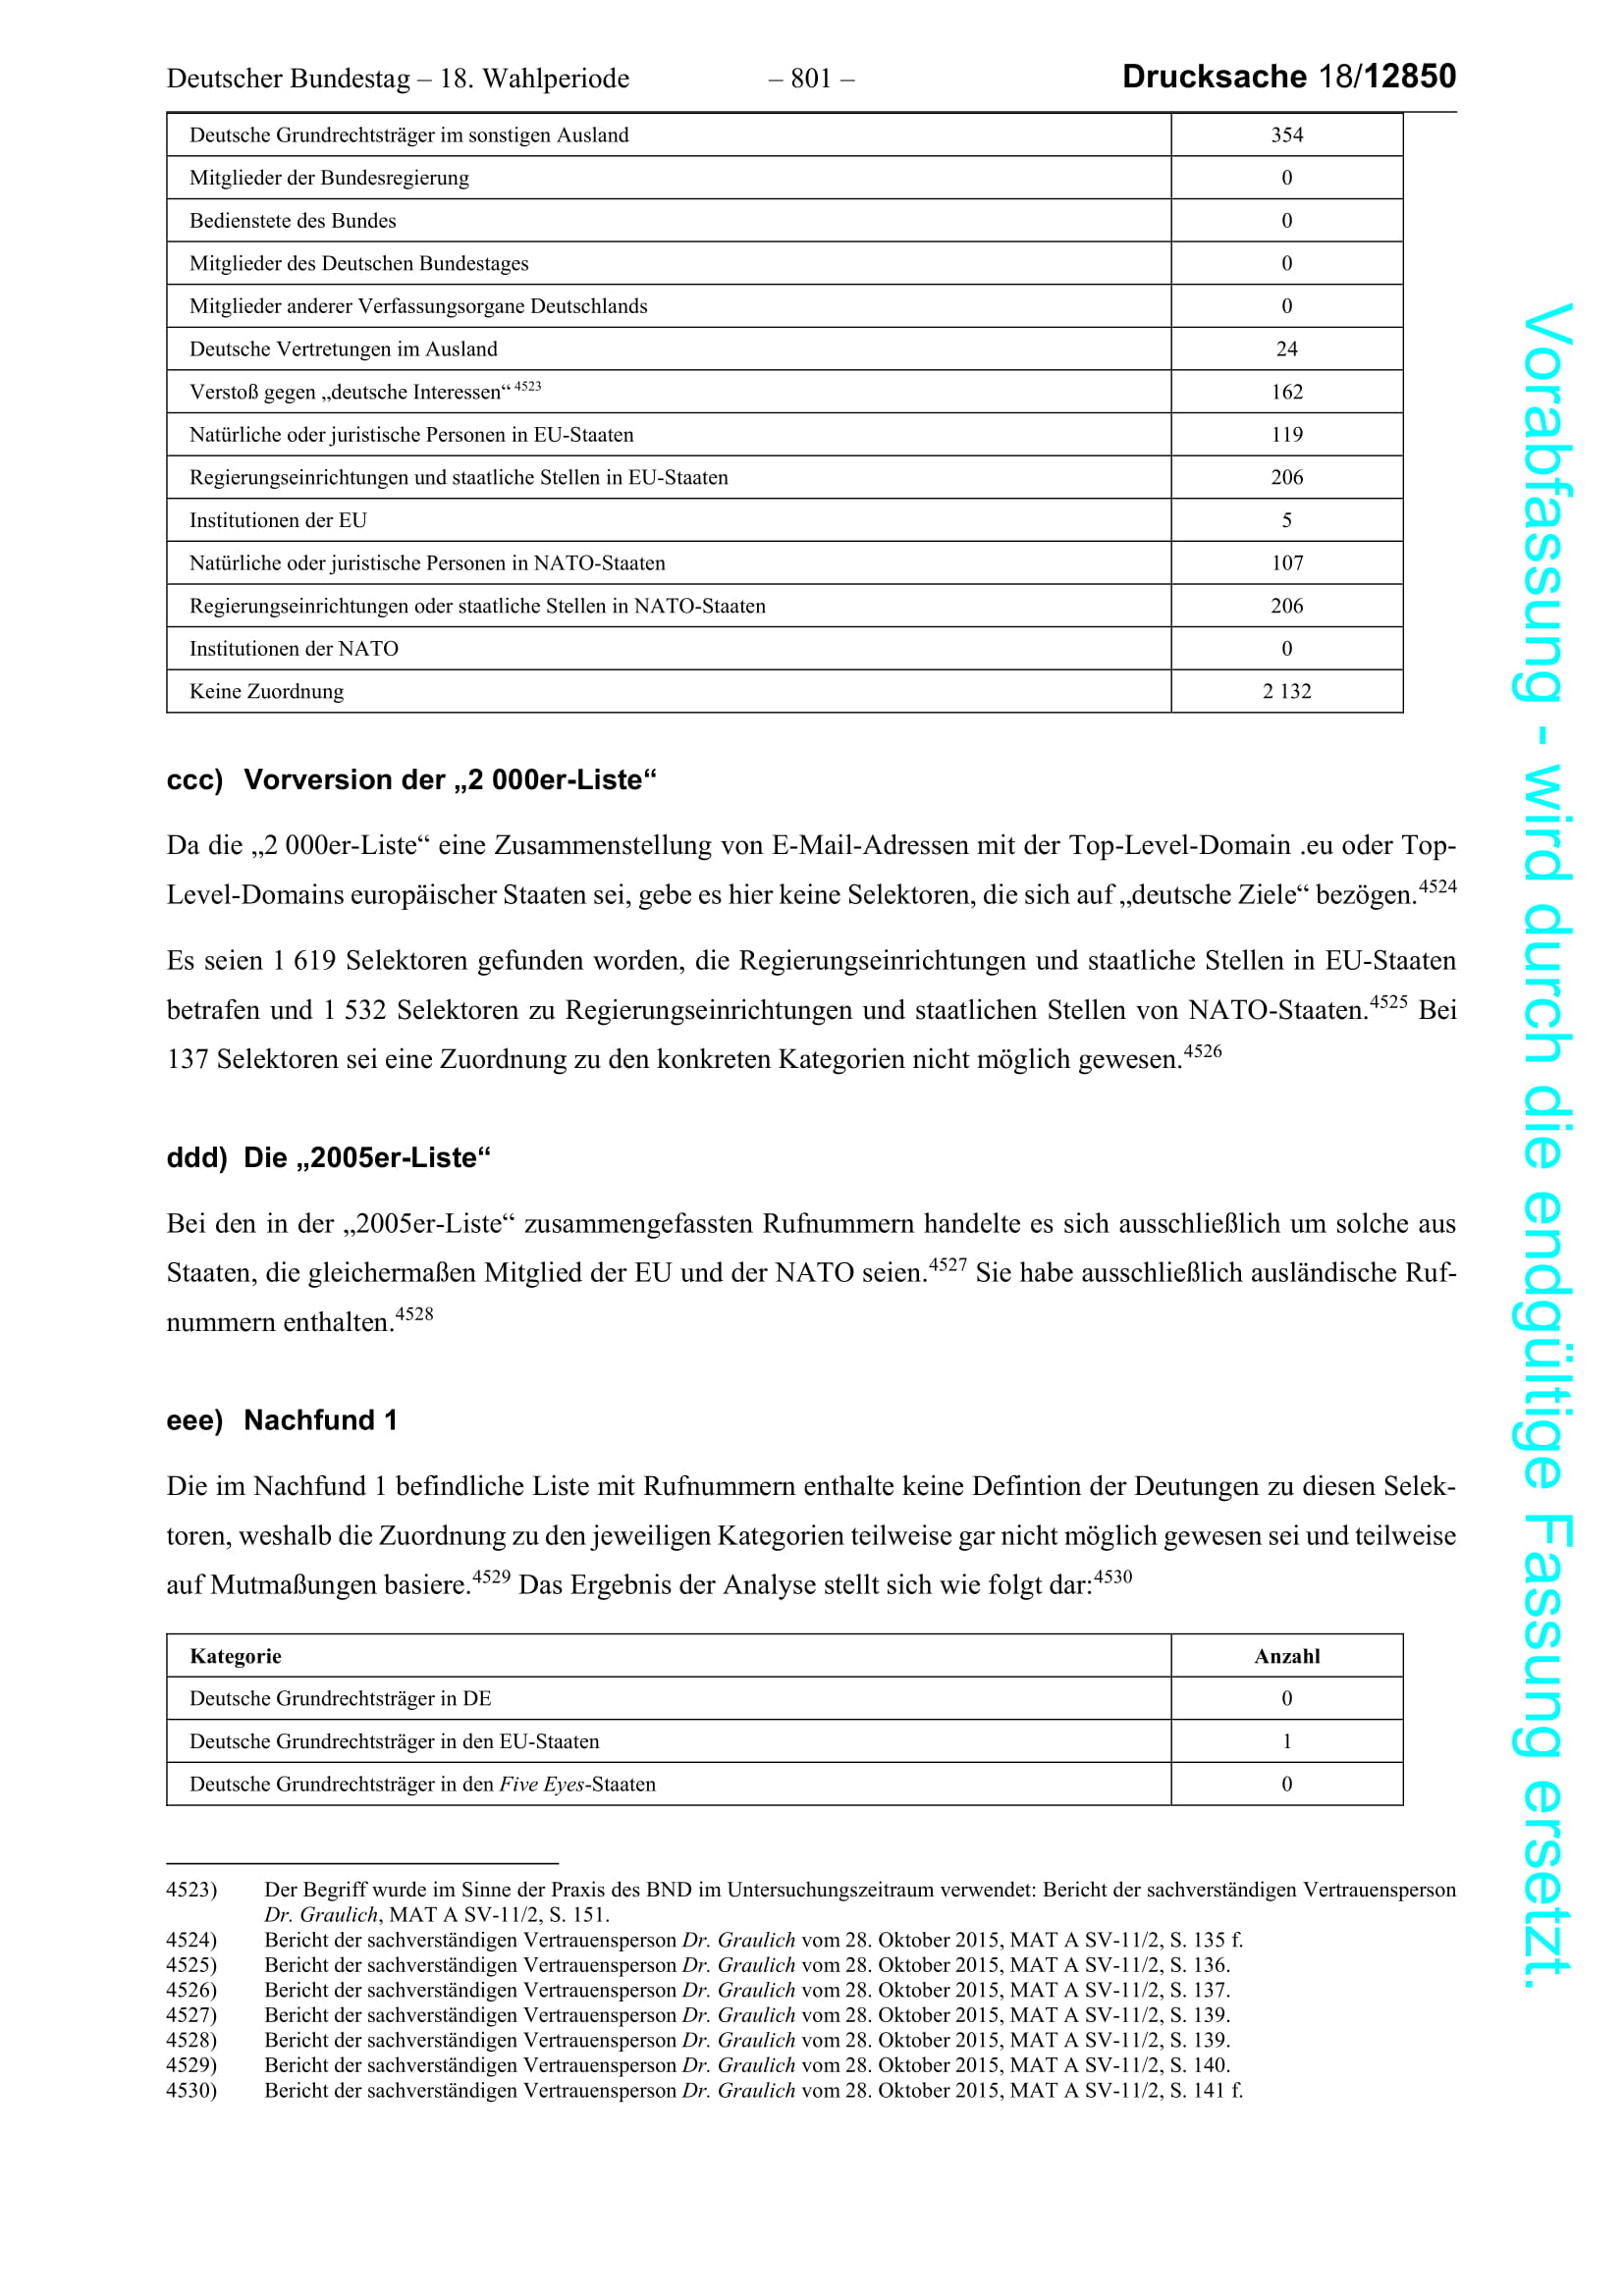 Deutscher Bundestag – 18. Wahlperiode – 801 – Drucksache 18/12850
Deutsche Grundrechtsträger im sonstigen Ausland 354
Mitglieder der Bundesregierung 0
Bedienstete des Bundes 0
Mitglieder des Deutschen Bundestages 0
Mitglieder anderer Verfassungsorgane Deutschlands 0
Deutsche Vertretungen im Ausland 24
Verstoß gegen „deutsche Interessen“ 4523 162
Natürliche oder juristische Personen in EU-Staaten 119
Regierungseinrichtungen und staatliche Stellen in EU-Staaten 206
Institutionen der EU 5
Natürliche oder juristische Personen in NATO-Staaten 107
Regierungseinrichtungen oder staatliche Stellen in NATO-Staaten 206
Institutionen der NATO 0
Keine Zuordnung 2 132
ccc) Vorversion der „2 000er-Liste“
Da die „2 000er-Liste“ eine Zusammenstellung von E-Mail-Adressen mit der Top-Level-Domain .eu oder Top-
Level-Domains europäischer Staaten sei, gebe es hier keine Selektoren, die sich auf „deutsche Ziele“ bezögen.4524
Es seien 1 619 Selektoren gefunden worden, die Regierungseinrichtungen und staatliche Stellen in EU-Staaten
betrafen und 1 532 Selektoren zu Regierungseinrichtungen und staatlichen Stellen von NATO-Staaten.4525 Bei
137 Selektoren sei eine Zuordnung zu den konkreten Kategorien nicht möglich gewesen.4526
ddd) Die „2005er-Liste“
Bei den in der „2005er-Liste“ zusammengefassten Rufnummern handelte es sich ausschließlich um solche aus
Staaten, die gleichermaßen Mitglied der EU und der NATO seien.4527 Sie habe ausschließlich ausländische Ruf-
nummern enthalten.4528
eee) Nachfund 1
Die im Nachfund 1 befindliche Liste mit Rufnummern enthalte keine Defintion der Deutungen zu diesen Selek-
toren, weshalb die Zuordnung zu den jeweiligen Kategorien teilweise gar nicht möglich gewesen sei und teilweise
auf Mutmaßungen basiere.4529 Das Ergebnis der Analyse stellt sich wie folgt dar:4530
Kategorie Anzahl
Deutsche Grundrechtsträger in DE 0
Deutsche Grundrechtsträger in den EU-Staaten 1
Deutsche Grundrechtsträger in den Five Eyes-Staaten 0
4523) Der Begriff wurde im Sinne der Praxis des BND im Untersuchungszeitraum verwendet: Bericht der sachverständigen Vertrauensperson
Dr. Graulich, MAT A SV-11/2, S. 151.
4524) Bericht der sachverständigen Vertrauensperson Dr. Graulich vom 28. Oktober 2015, MAT A SV-11/2, S. 135 f.
4525) Bericht der sachverständigen Vertrauensperson Dr. Graulich vom 28. Oktober 2015, MAT A SV-11/2, S. 136.
4526) Bericht der sachverständigen Vertrauensperson Dr. Graulich vom 28. Oktober 2015, MAT A SV-11/2, S. 137.
4527) Bericht der sachverständigen Vertrauensperson Dr. Graulich vom 28. Oktober 2015, MAT A SV-11/2, S. 139.
4528) Bericht der sachverständigen Vertrauensperson Dr. Graulich vom 28. Oktober 2015, MAT A SV-11/2, S. 139.
4529) Bericht der sachverständigen Vertrauensperson Dr. Graulich vom 28. Oktober 2015, MAT A SV-11/2, S. 140.
4530) Bericht der sachverständigen Vertrauensperson Dr. Graulich vom 28. Oktober 2015, MAT A SV-11/2, S. 141 f.
Vorabfassung - wird durch die endgültige Fassung ersetzt.